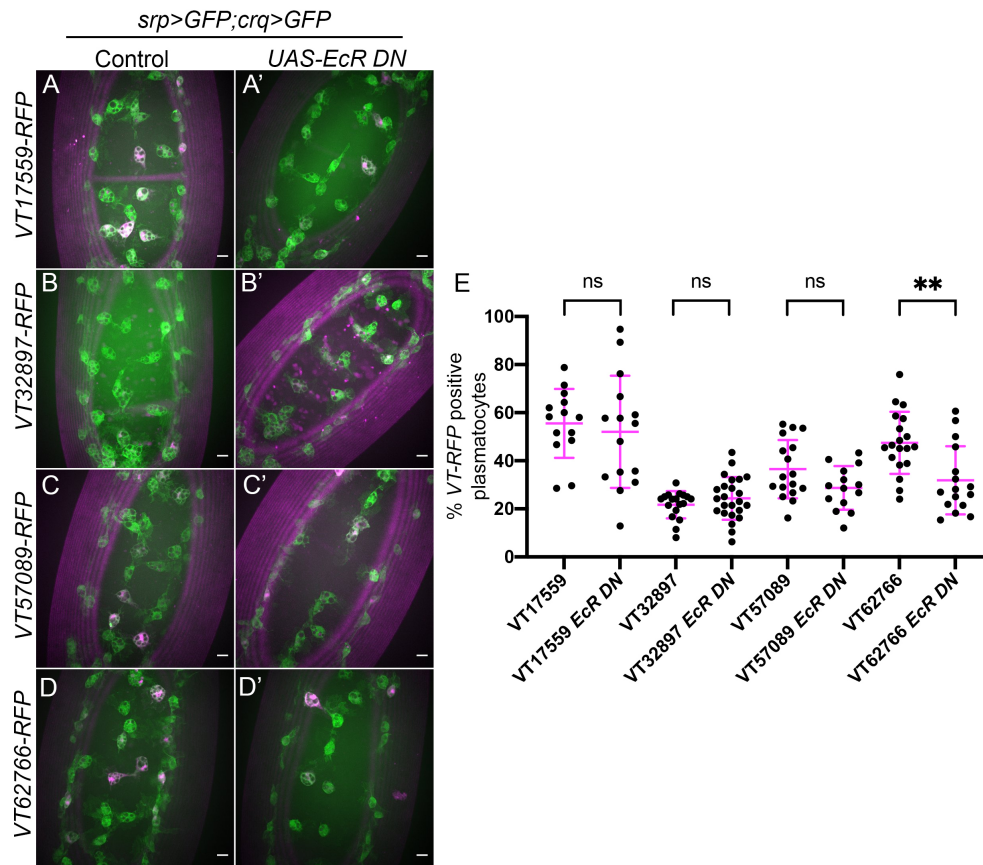 srp>GFP;crq>GFP
Control
UAS-EcR DN
VT17559-RFP
A
A'
VT32897-RFP
B
B'
VT57089-RFP
C
C'
VT62766-RFP
D
D'
E
ns
ns
ns
**
% VT-RFP positive
plasmatocytes
100
80
60
40
20
0
VT17559
VT17559 EcR DN
VT32897
VT32897 EcR DN
VT57089
VT57089 EcR DN
VT62766
VT62766 EcR DN